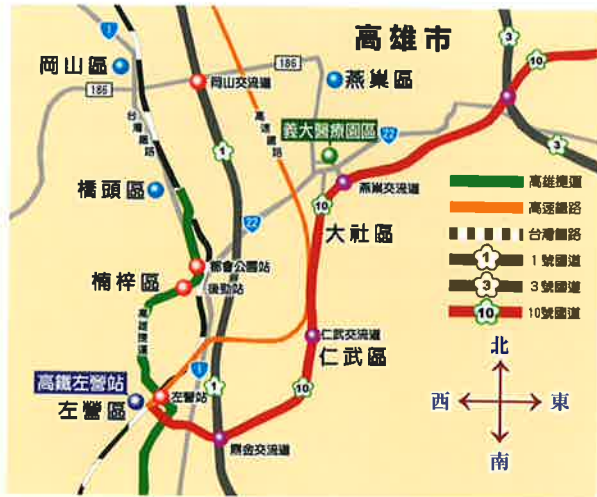 高雄市
1
3
10
岡山區
186
186
岡山交流道
燕巢區
台灣鐵路
高速鐵路
義大醫療園區
22
1
3
燕巢交流道
橋頭區
10
22
大社區
都會公園站
楠梓區
後勁站
高雄捷運
仁武交流道
仁武區
1
1
10
高鐵左營站
左營站
左營區
鼎金交流道
高雄捷運
高速鐵路
台灣鐵路
1 1號國道
3 3號國道
10 10號國道
北
西 東
南